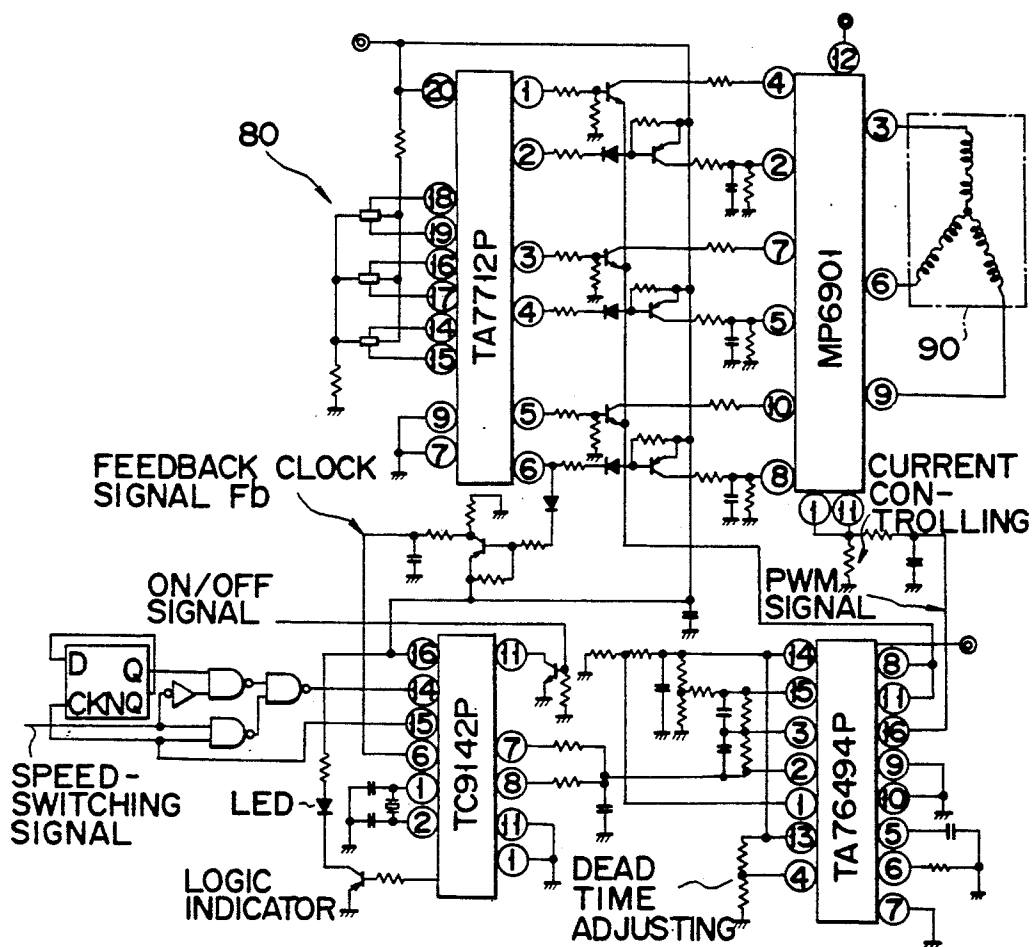 80
20
18
19
16
17
14
15
9
7
TA7712P
1
2
3
4
5
6
12
4
2
7
5
10
8
MP6901
3
6
9
1
11
90
FEEDBACK CLOCK
SIGNAL Fb
CURRENT
CON-
TROLLING
ON/OFF
SIGNAL
PWM
SIGNAL
D
Q
CK
NQ
SPEED-
SWITCHING
SIGNAL
LED
LOGIC
INDICATOR
16
14
15
6
1
2
TC9142P
11
7
8
11
1
DEAD
TIME
ADJUSTING
14
15
3
2
1
13
4
TA76494P
8
11
16
9
10
5
6
7